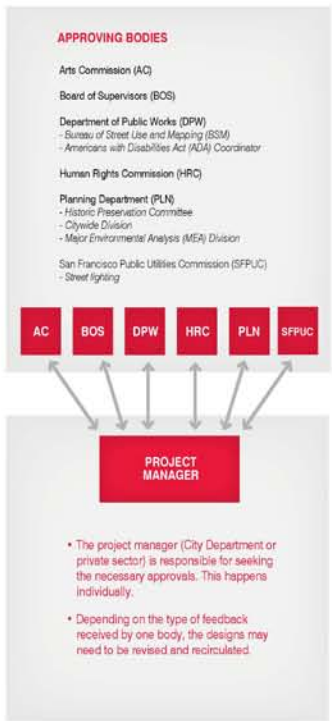 APPROVING BODIES
Arts Commission (AC)
Board of Supervisors (BOS)
Department of Public Works (DPW)
- Bureau of Street Use and Mapping (BSM)
- Americans with Disabilities Act (ADA) Coordinator
Human Rights Commission (HRC)
Planning Department (PLN)
- Historic Preservation Committee
- Citywide Division
- Major Environmental Analysis (MEA) Division
San Francisco Public Utilities Commission (SFPUC)
- Street lighting
AC BOS DPW HRC PLN SFPUC
PROJECT
MANAGER
• The project manager (City Department or
private sector) is responsible for seeking
the necessary approvals. This happens
individually.
• Depending on the type of feedback
received by one body, the designs may
need to be revised and recirculated.